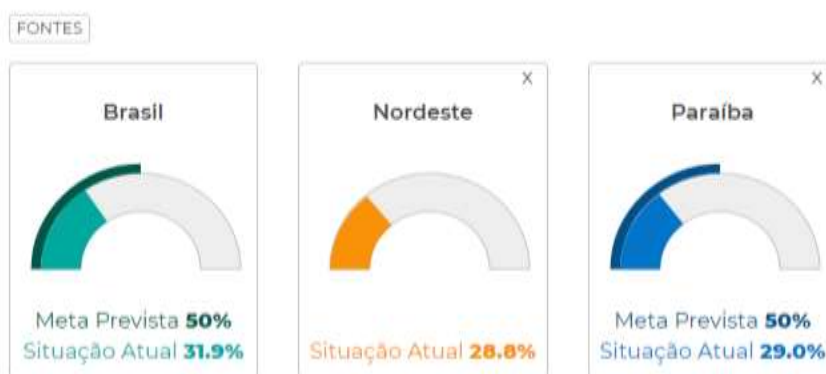 FONTES
Brasil
Meta Prevista 50%
Situação Atual 31.9%
X
Nordeste
Situação Atual 28.8%
X
Paraíba
Meta Prevista 50%
Situação Atual 29.0%